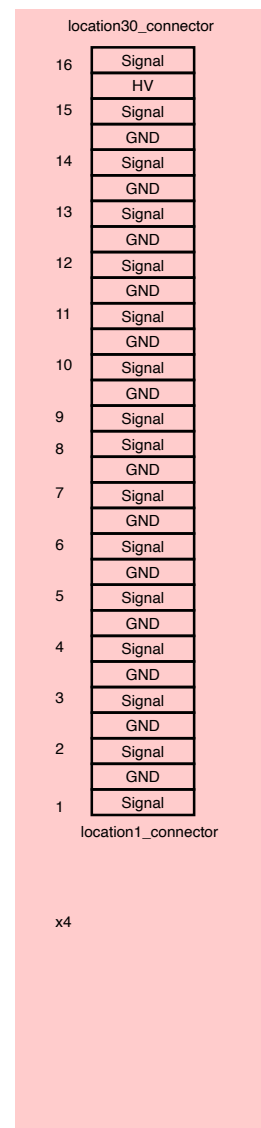 location30_connector
16 Signal
HV
15 Signal
GND
14 Signal
GND
13 Signal
GND
12 Signal
GND
11 Signal
GND
10 Signal
GND
9 Signal
8 Signal
GND
7 Signal
GND
6 Signal
GND
5 Signal
GND
4 Signal
GND
3 Signal
GND
2 Signal
GND
1 Signal
location1_connector
x4